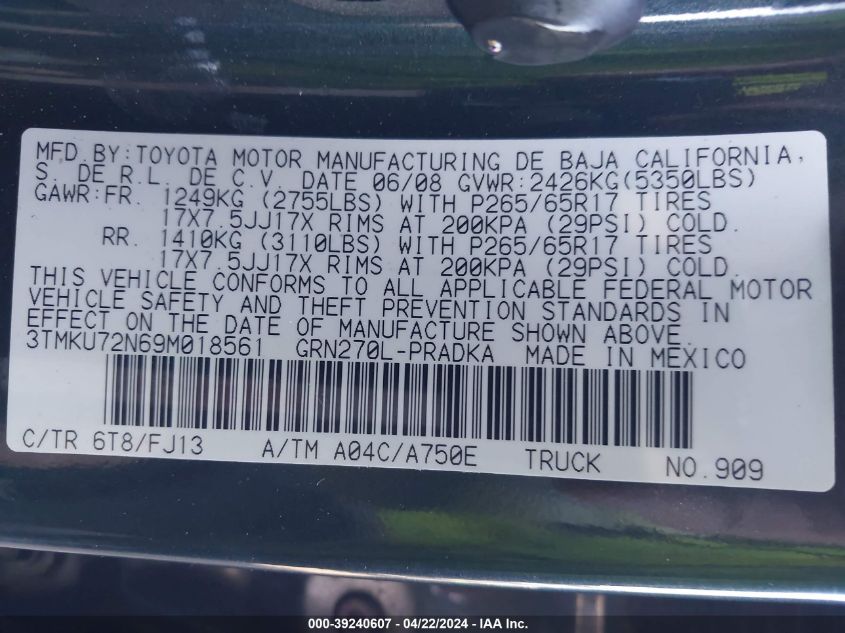 MFD.BY:TOYOTA MOTOR MANUFACTURING DE BAJA CALIFORNIA,
S. DE R.L. DE C.V. DATE 06/08 GVWR:2426KG(5350LBS)
GAWR:FR. 1249KG (2755LBS) WITH P265/65R17 TIRES
17X7.5JJ17X RIMS AT 200KPA (29PSI) COLD.
RR. 1410KG (3110LBS) WITH P265/65R17 TIRES
17X7.5JJ17X RIMS AT 200KPA (29PSI) COLD.
THIS VEHICLE CONFORMS TO ALL APPLICABLE FEDERAL MOTOR
VEHICLE SAFETY AND THEFT PREVENTION STANDARDS IN
EFFECT ON THE DATE OF MANUFACTURE SHOWN ABOVE.
3TMKU72N69M018561 GRN270L-PRADKA MADE IN MEXICO
C/TR 6T8/FJ13 A/TM A04C/A750E TRUCK NO.909
000-39240607 - 04/22/2024 - IAAI, Inc.